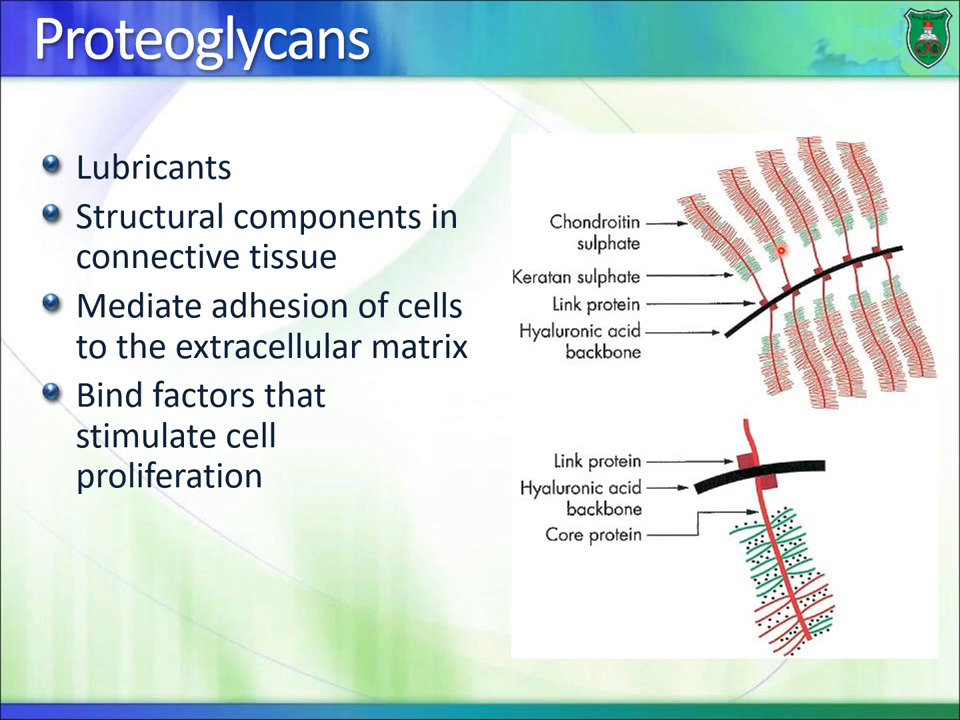 Proteoglycans
Lubricants
Structural components in
connective tissue
Mediate adhesion of cells
to the extracellular matrix
Bind factors that
stimulate cell
proliferation
Chondroitin
sulphate
Keratan sulphate
Link protein
Hyaluronic acid
backbone
Link protein
Hyaluronic acid
backbone
Core protein